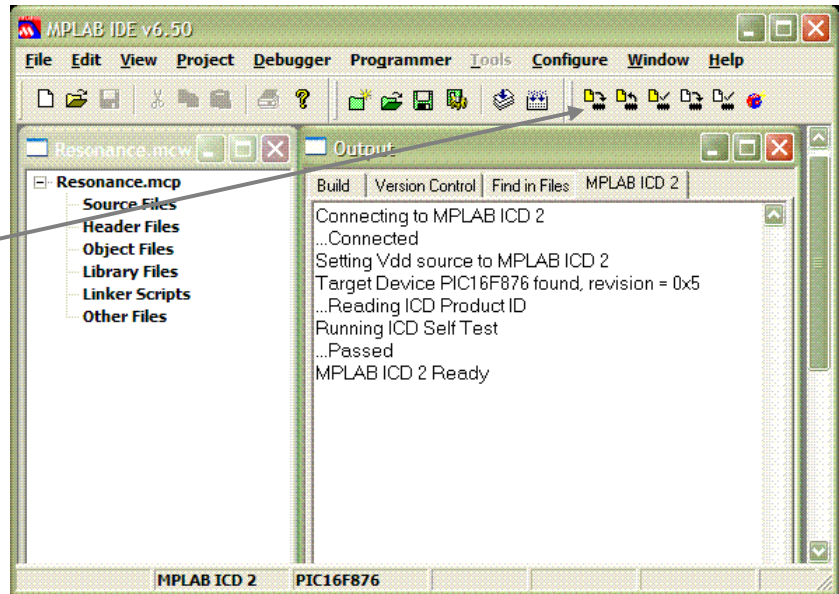 MPLAB IDE v6.50
File Edit View Project Debugger Programmer Tools Configure Window Help
Resonance.mcw
Resonance.mcp
Source Files
Header Files
Object Files
Library Files
Linker Scripts
Other Files
Output
Build Version Control Find in Files MPLAB ICD 2
Connecting to MPLAB ICD 2
...Connected
Setting Vdd source to MPLAB ICD 2
Target Device PIC16F876 found, revision = 0x5
...Reading ICD Product ID
Running ICD Self Test
...Passed
MPLAB ICD 2 Ready
MPLAB ICD 2 PIC16F876